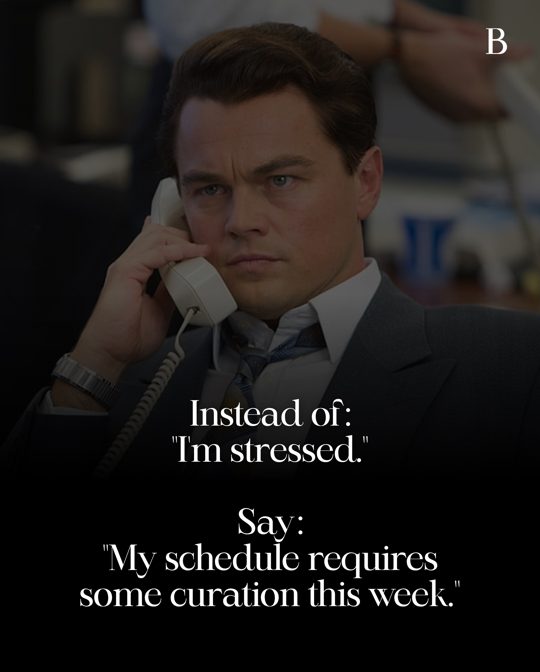 B
Instead of:
"I'm stressed."
Say:
"My schedule requires
some curation this week."